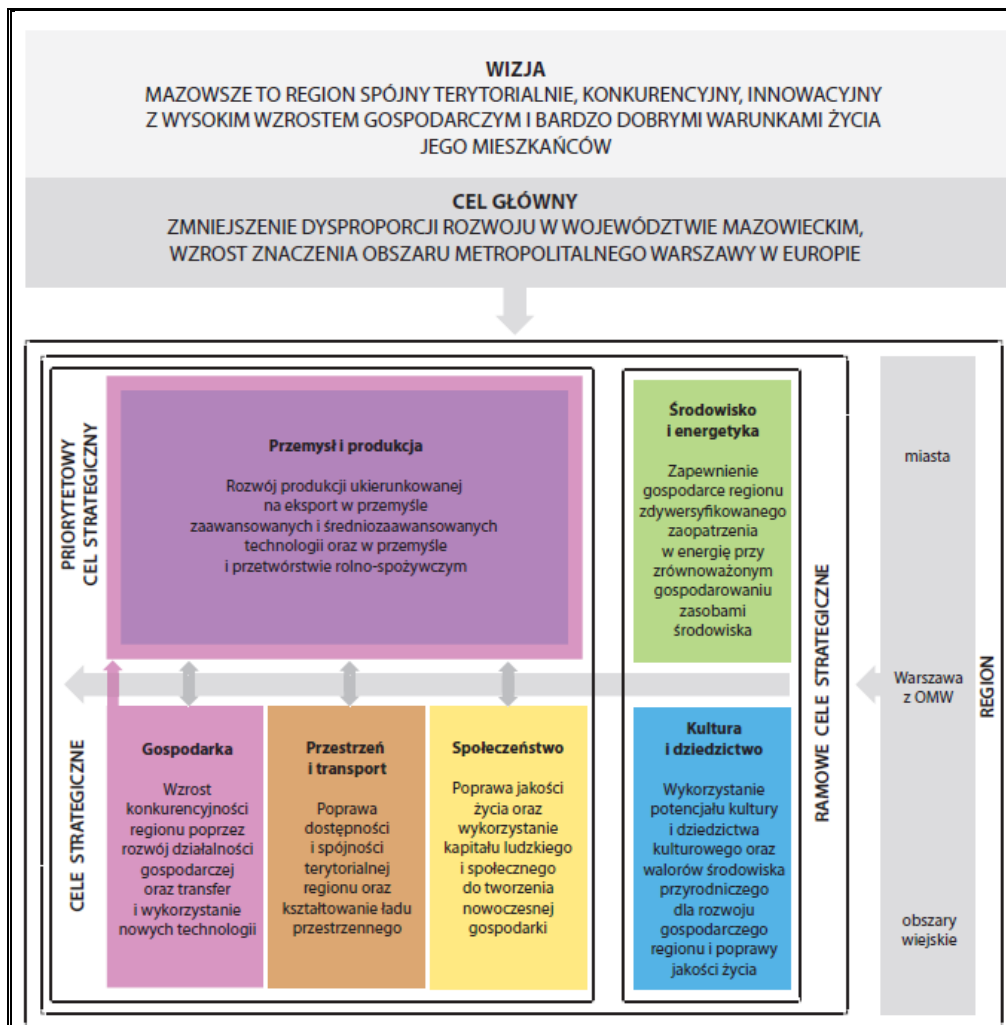 WIZJA
MAZOWSZE TO REGION SPÓJNY TERYTORIALNIE, KONKURENCYJNY, INNOWACYJNY
Z WYSOKIM WZROSTEM GOSPODARCZYM I BARDZO DOBRYMI WARUNKAMI ŻYCIA
JEGO MIESZKAŃCÓW
CEL GŁÓWNY
ZMNIEJSZENIE DYSPROPORCJI ROZWOJU W WOJEWÓDZTWIE MAZOWIECKIM,
WZROST ZNACZENIA OBSZARU METROPOLITALNEGO WARSZAWY W EUROPIE
PRIORYTETOWY
CEL STRATEGICZNY
Przemysł i produkcja
Rozwój produkcji ukierunkowanej
na eksport w przemyśle
zaawansowanych i średniozaawansowanych
technologii oraz w przemyśle
i przetwórstwie rolno-spożywczym
Środowisko
i energetyka
Zapewnienie
gospodarce regionu
zdywersyfikowanego
zaopatrzenia
w energię przy
zrównoważonym
gospodarowaniu
zasobami
środowiska
CELE STRATEGICZNE
Gospodarka
Wzrost
konkurencyjności
regionu poprzez
rozwój działalności
gospodarczej
oraz transfer
i wykorzystanie
nowych technologii
Przestrzeń
i transport
Poprawa
dostępności
i spójności
terytorialnej
regionu oraz
kształtowanie ładu
przestrzennego
Społeczeństwo
Poprawa jakości
życia oraz
wykorzystanie
kapitału ludzkiego
i społecznego
do tworzenia
nowoczesnej
gospodarki
Kultura
i dziedzictwo
Wykorzystanie
potencjału kultury
i dziedzictwa
kulturowego oraz
walorów środowiska
przyrodniczego
dla rozwoju
gospodarczego
regionu i poprawy
jakości życia
RAMOWE CELE STRATEGICZNE
miasta
Warszawa
z OMW
obszary
wiejskie
REGION